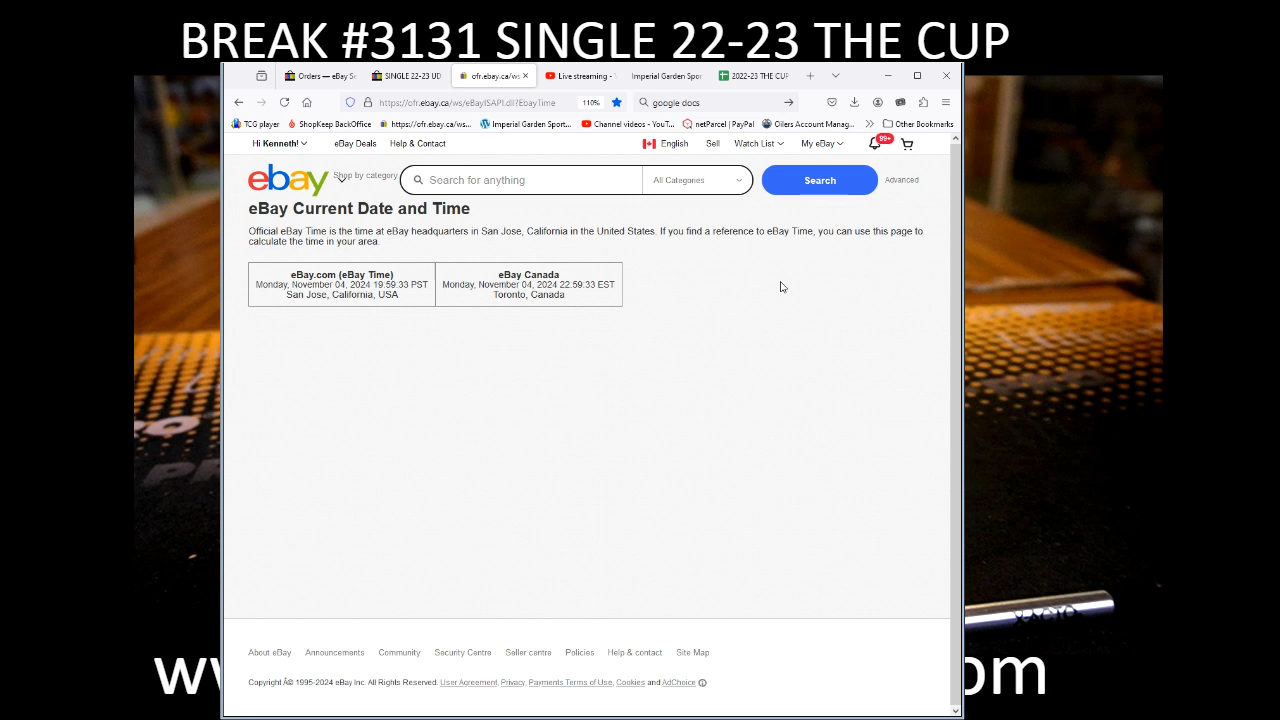 BREAK #3131 SINGLE 22-23 THE CUP
Orders — eBay Se
SINGLE 22-23 UD
ofr.ebay.ca/ws
Live streaming -
Imperial Garden Spor
2022-23 THE CUP
https://ofr.ebay.ca/ws/eBayISAPI.dll?EbayTime
110%
google docs
TCG player
ShopKeep BackOffice
https://ofr.ebay.ca/ws...
Imperial Garden Sport...
Channel videos - YouT...
netParcel | PayPal
Oilers Account Manag...
Other Bookmarks
Hi Kenneth!
eBay Deals
Help & Contact
English
Sell
Watch List
My eBay
99+
ebay
Shop by category
Search for anything
All Categories
Search
Advanced
eBay Current Date and Time
Official eBay Time is the time at eBay headquarters in San Jose, California in the United States. If you find a reference to eBay Time, you can use this page to
calculate the time in your area.
eBay.com (eBay Time)
Monday, November 04, 2024 19:59:33 PST
San Jose, California, USA
eBay Canada
Monday, November 04, 2024 22:59:33 EST
Toronto, Canada
XACTO
About eBay
Announcements
Community
Security Centre
Seller centre
Policies
Help & contact
Site Map
Copyright Â© 1995-2024 eBay Inc. All Rights Reserved. User Agreement, Privacy, Payments Terms of Use, Cookies and AdChoice